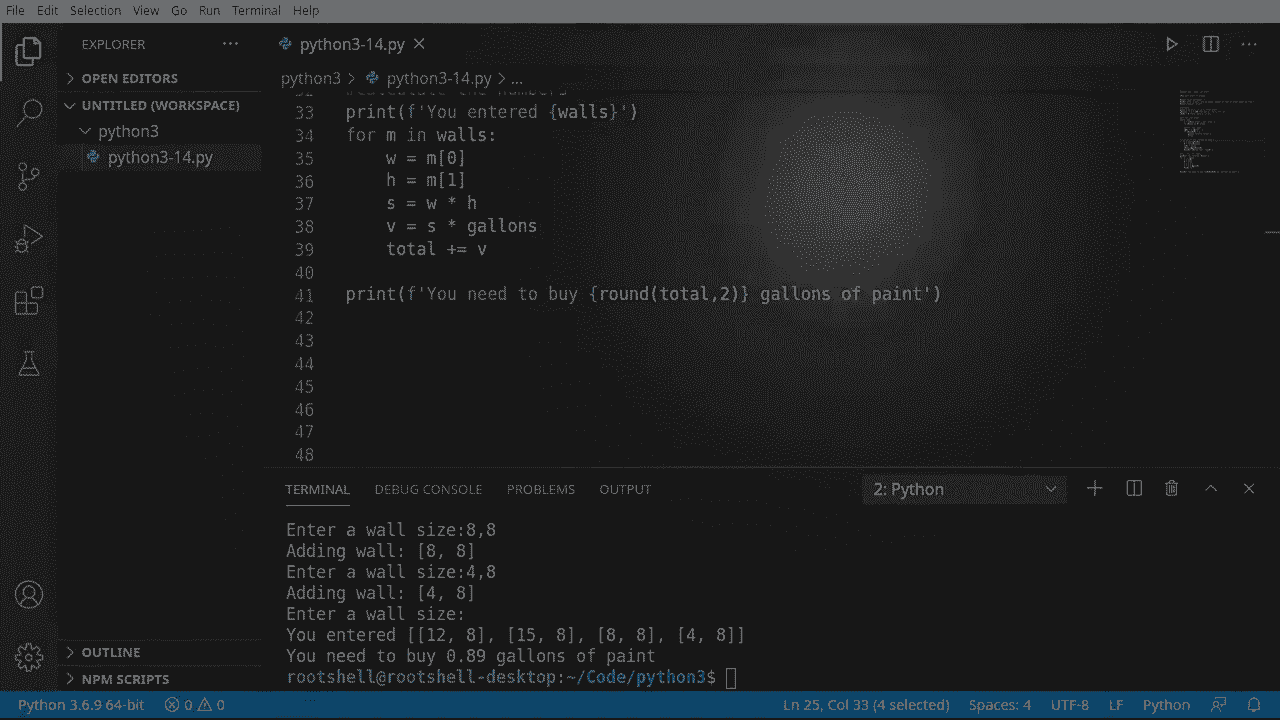 File Edit Selection View Go Run Terminal Help
EXPLORER
python3-14.py
OPEN EDITORS
python3 > python3-14.py > ...
UNTITLED (WORKSPACE)
python3
python3-14.py
32 #calculate the numbers
33 print(f'You entered {walls}')
34 for m in walls:
35 w = m[0]
36 h = m[1]
37 s = w * h
38 v = s * gallons
39 total += v
40
41 print(f'You need to buy {round(total,2)} gallons of paint')
42
43
44
45
46
47
48
TERMINAL DEBUG CONSOLE PROBLEMS OUTPUT 2: Python
Enter a wall size:8,8
Adding wall: [8, 8]
Enter a wall size:4,8
Adding wall: [4, 8]
Enter a wall size:
You entered [[12, 8], [15, 8], [8, 8], [4, 8]]
You need to buy 0.89 gallons of paint
rootshell@rootshell-desktop:~/Code/python3$
OUTLINE
NPM SCRIPTS
Python 3.6.9 64-bit 0 0 Ln 25, Col 33 (4 selected) Spaces: 4 UTF-8 LF Python